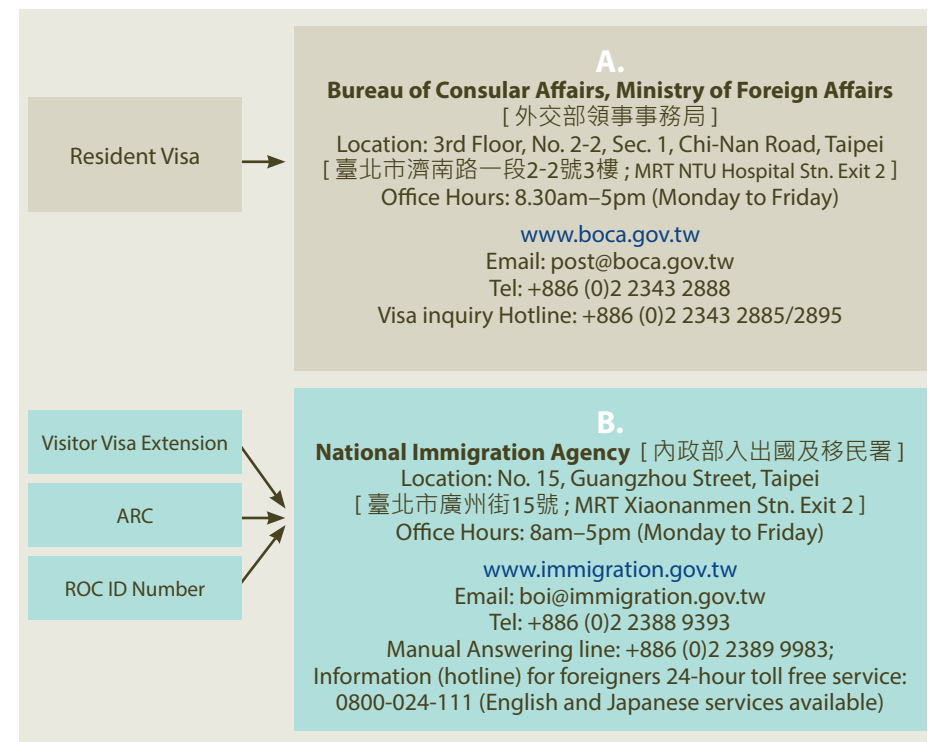 A.
Bureau of Consular Affairs, Ministry of Foreign Affairs
[ 外交部領事事務局 ]
Resident Visa
Location: 3rd Floor, No. 2-2, Sec. 1, Chi-Nan Road, Taipei
[ 臺北市濟南路一段2-2號3樓 ; MRT NTU Hospital Stn. Exit 2 ]
Office Hours: 8.30am–5pm (Monday to Friday)
www.boca.gov.tw
Email: post@boca.gov.tw
Tel: +886 (0)2 2343 2888
Visa inquiry Hotline: +886 (0)2 2343 2885/2895
Visitor Visa Extension
ARC
ROC ID Number
B.
National Immigration Agency [ 內政部入出國及移民署 ]
Location: No. 15, Guangzhou Street, Taipei
[ 臺北市廣州街15號 ; MRT Xiaonanmen Stn. Exit 2 ]
Office Hours: 8am–5pm (Monday to Friday)
www.immigration.gov.tw
Email: boi@immigration.gov.tw
Tel: +886 (0)2 2388 9393
Manual Answering line: +886 (0)2 2389 9983;
Information (hotline) for foreigners 24-hour toll free service:
0800-024-111 (English and Japanese services available)